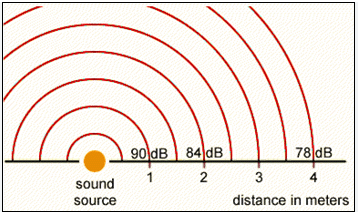 90 dB 84 dB 78 dB
1 2 3 4
sound
source
distance in meters